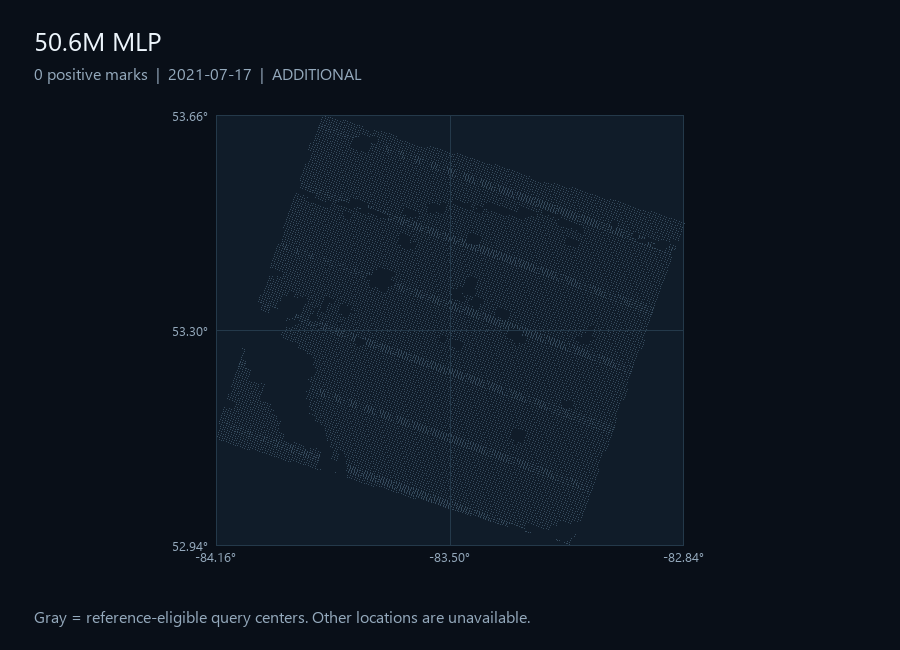 50.6M MLP
0 positive marks | 2021-07-17 | ADDITIONAL
53.66°
53.30°
52.94°
-84.16° -83.50° -82.84°
Gray = reference-eligible query centers. Other locations are unavailable.